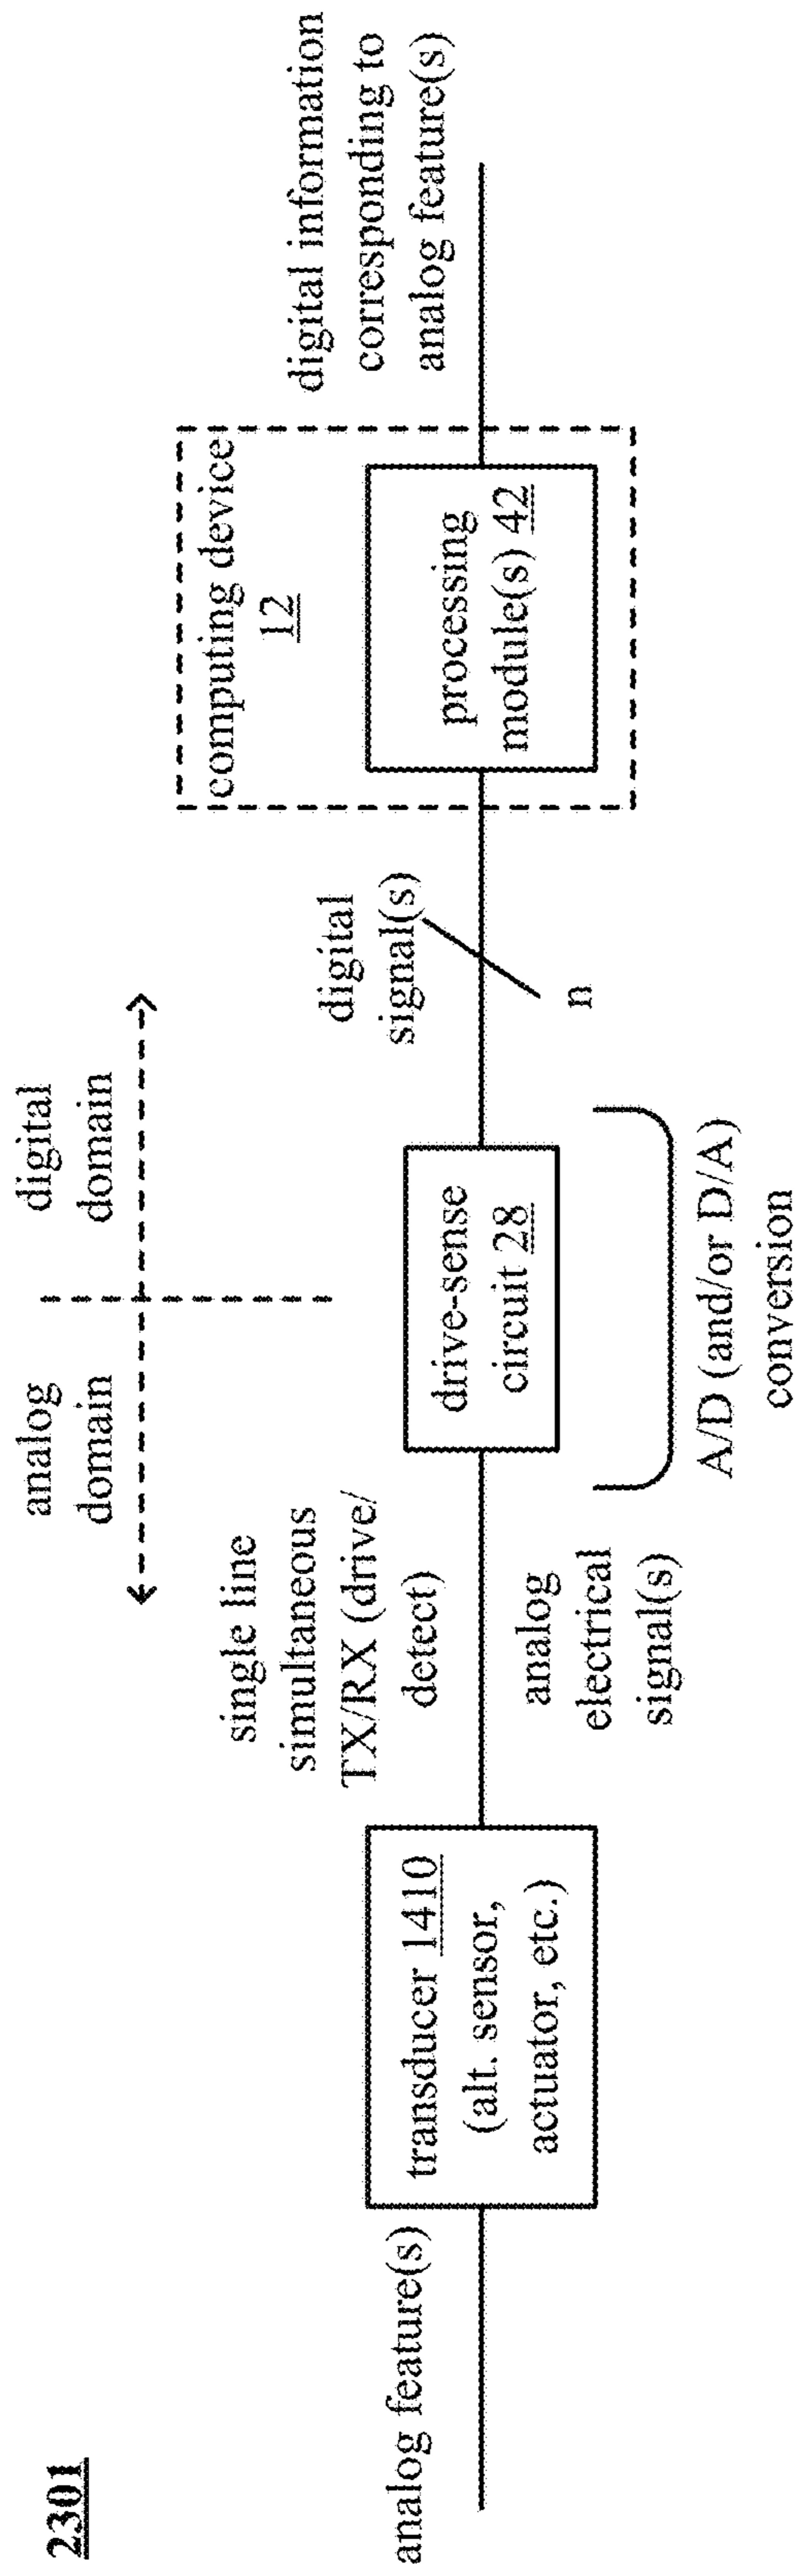 2301
analog
domain
digital
domain
analog feature(s)
transducer 1410
(alt. sensor,
actuator, etc.)
single line
simultaneous
TX/RX (drive/
detect)
analog
electrical
signal(s)
drive-sense
circuit 28
A/D (and/or D/A)
conversion
digital
signal(s)
n
computing device
12
processing
module(s) 42
digital information
corresponding to
analog feature(s)